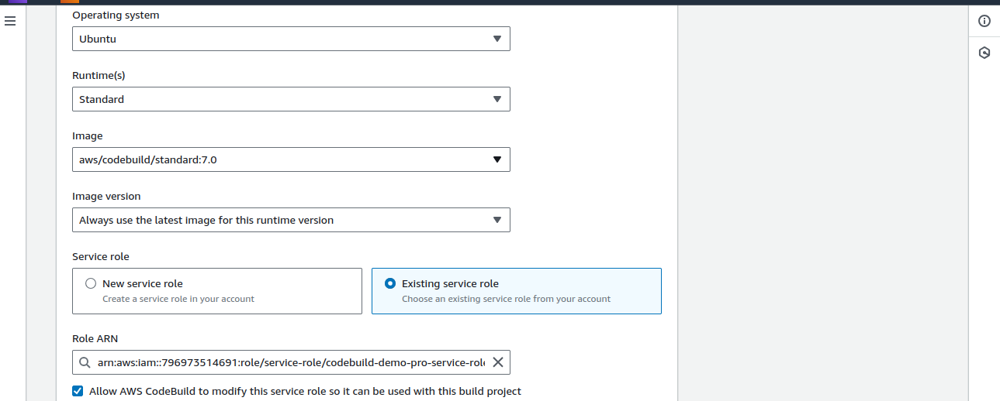 Operating system
Ubuntu
Runtime(s)
Standard
Image
aws/codebuild/standard:7.0
Image version
Always use the latest image for this runtime version
Service role
New service role
Create a service role in your account
Existing service role
Choose an existing service role from your account
Role ARN
arn:aws:iam::796973514691:role/service-role/codebuild-demo-pro-service-role
Allow AWS CodeBuild to modify this service role so it can be used with this build project